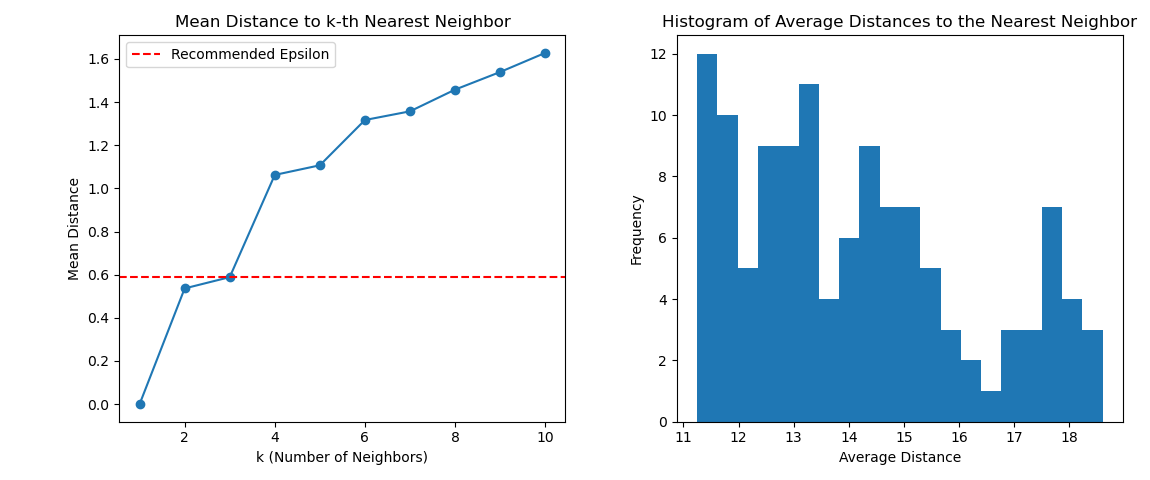 Mean Distance to k-th Nearest Neighbor
Recommended Epsilon
Mean Distance
1.6
1.4
1.2
1.0
0.8
0.6
0.4
0.2
0.0
2 4 6 8 10
k (Number of Neighbors)
Histogram of Average Distances to the Nearest Neighbor
Frequency
12
10
8
6
4
2
0
11 12 13 14 15 16 17 18
Average Distance